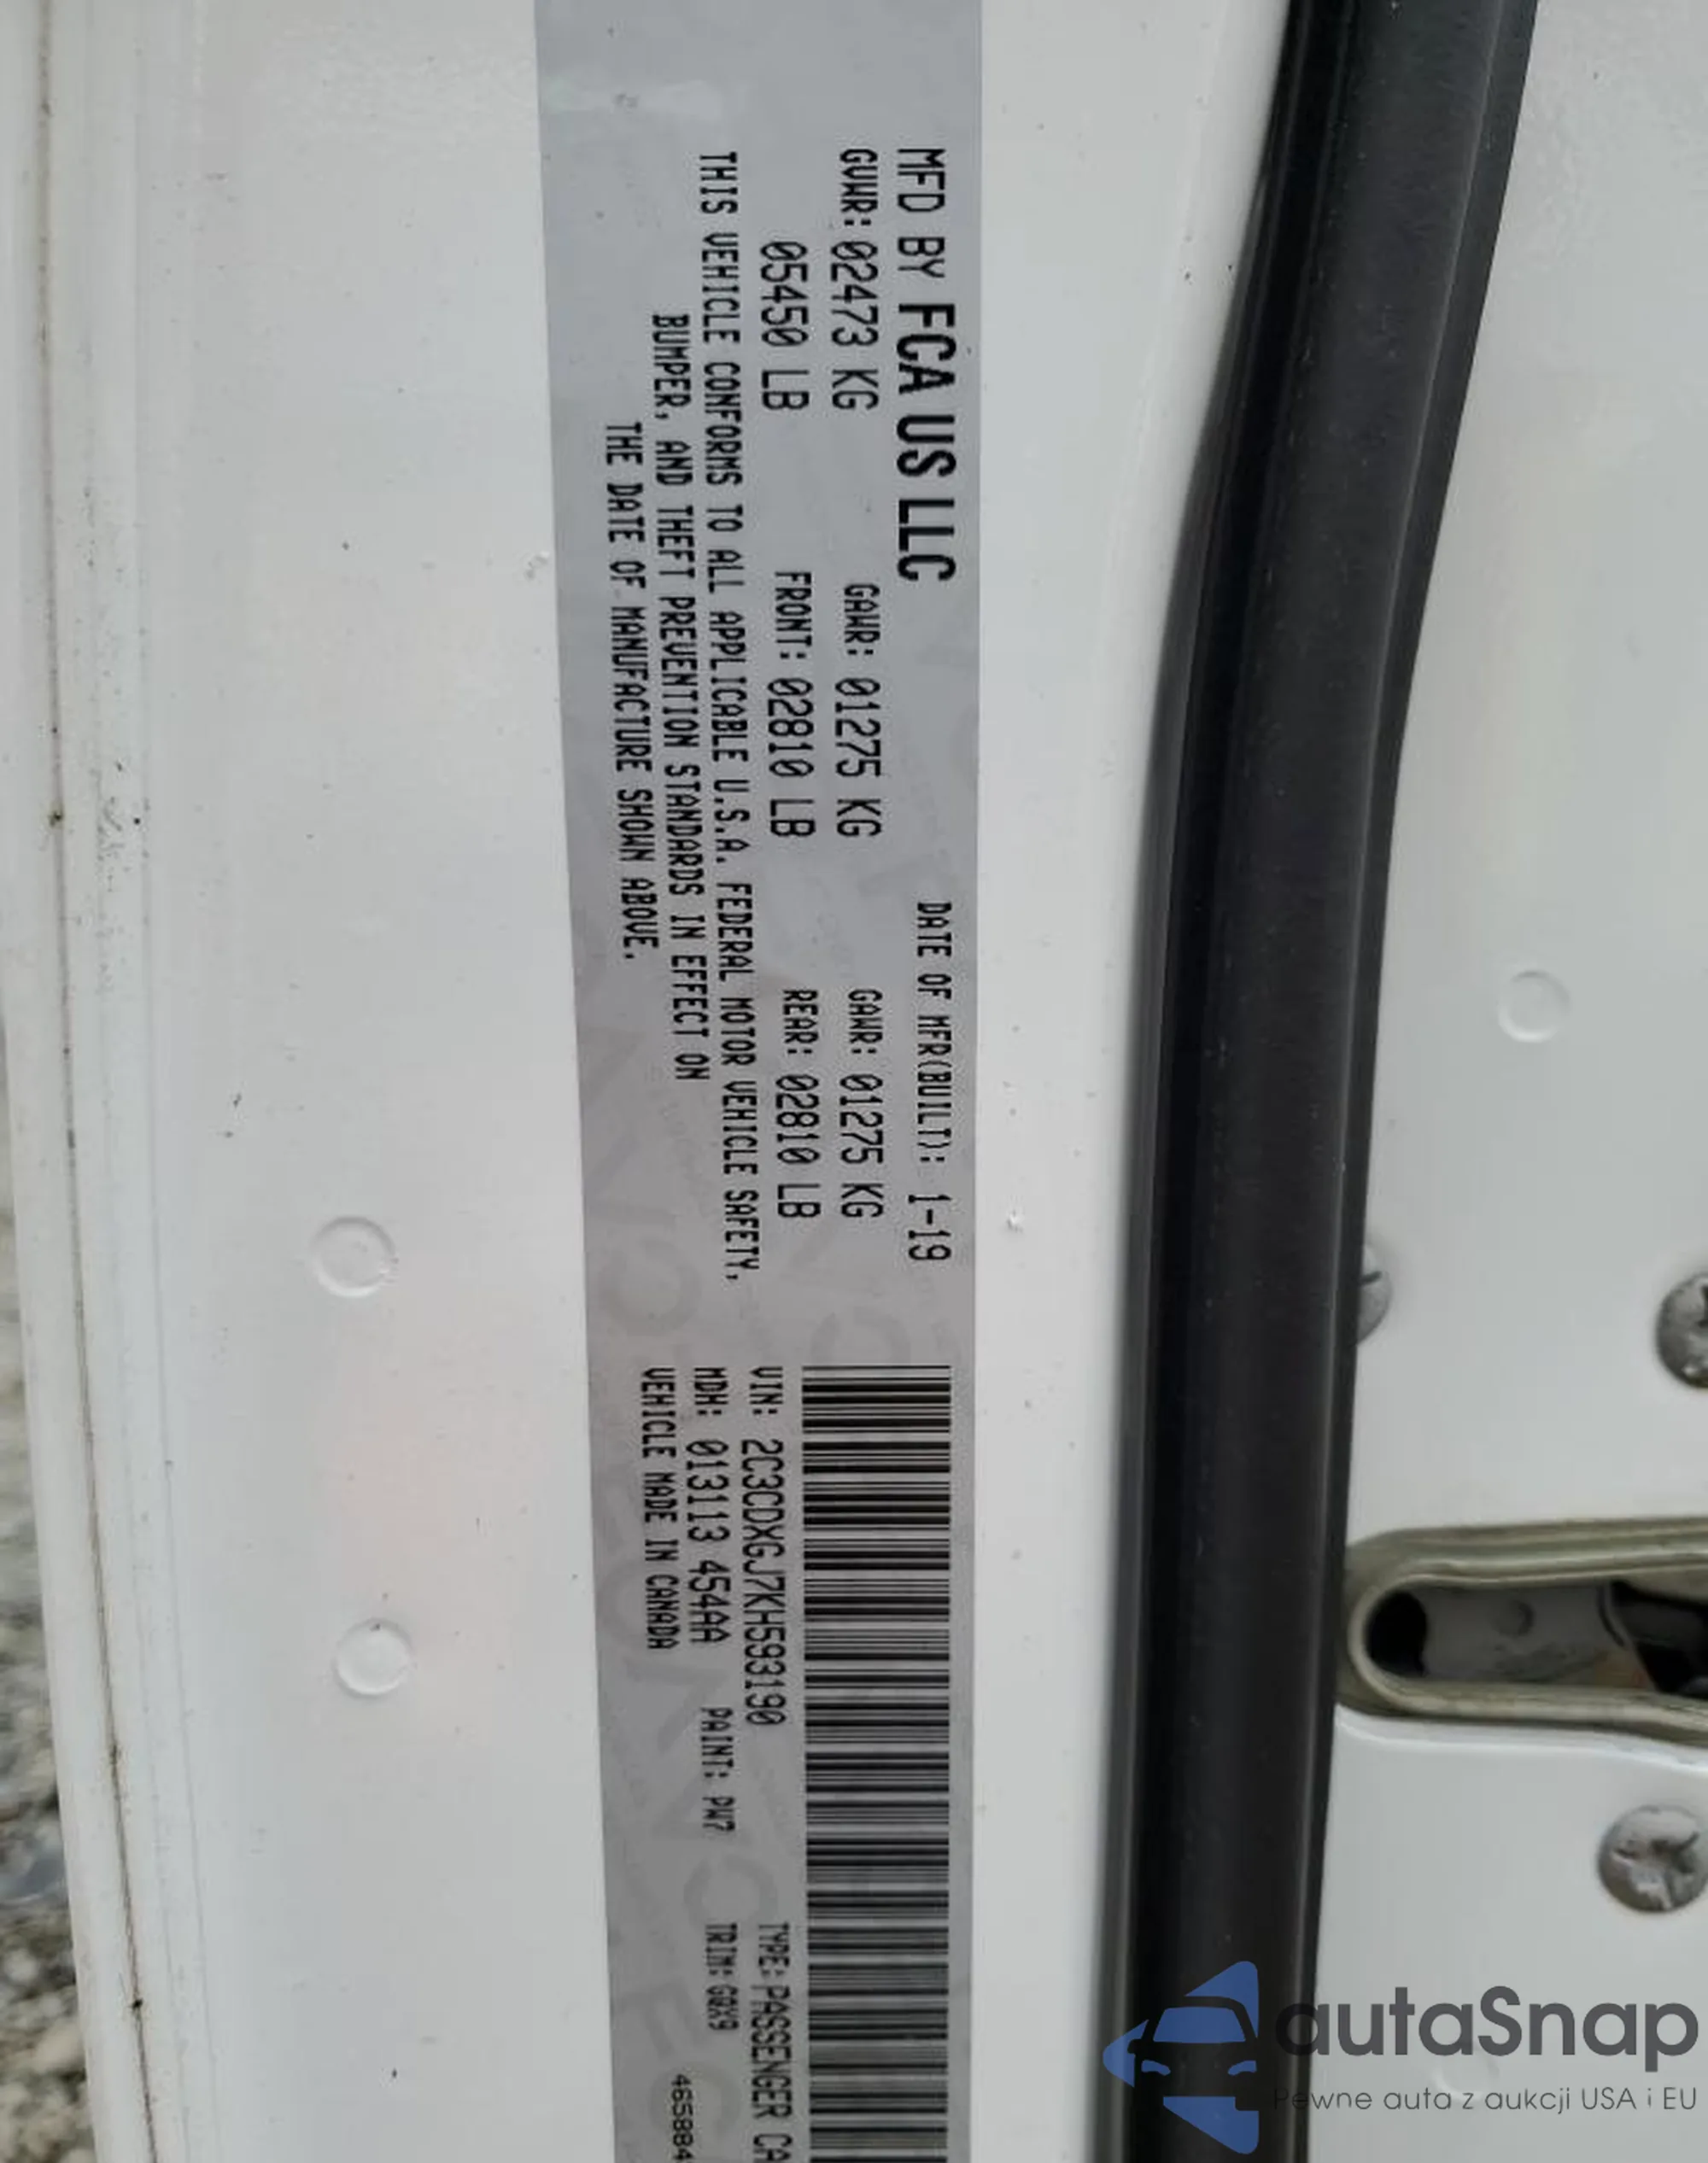 MFD BY FCA US LLC
DATE OF MFR(BUILT): 1-19
GVWR: 02473 KG
GAWR: 01275 KG
GAWR: 01275 KG
05450 LB
FRONT: 02810 LB
REAR: 02810 LB
THIS VEHICLE CONFORMS TO ALL APPLICABLE U.S.A. FEDERAL MOTOR VEHICLE SAFETY,
BUMPER, AND THEFT PREVENTION STANDARDS IN EFFECT ON
THE DATE OF MANUFACTURE SHOWN ABOVE.
VIN: 2C3CDXGJ7KH593190
TYPE: PASSENGER CA
MDH: 013113 454AA
PAINT: PW7
TRIM: GQX9
VEHICLE MADE IN CANADA
465884
autaSnap
Pewne auta z aukcji USA i EU